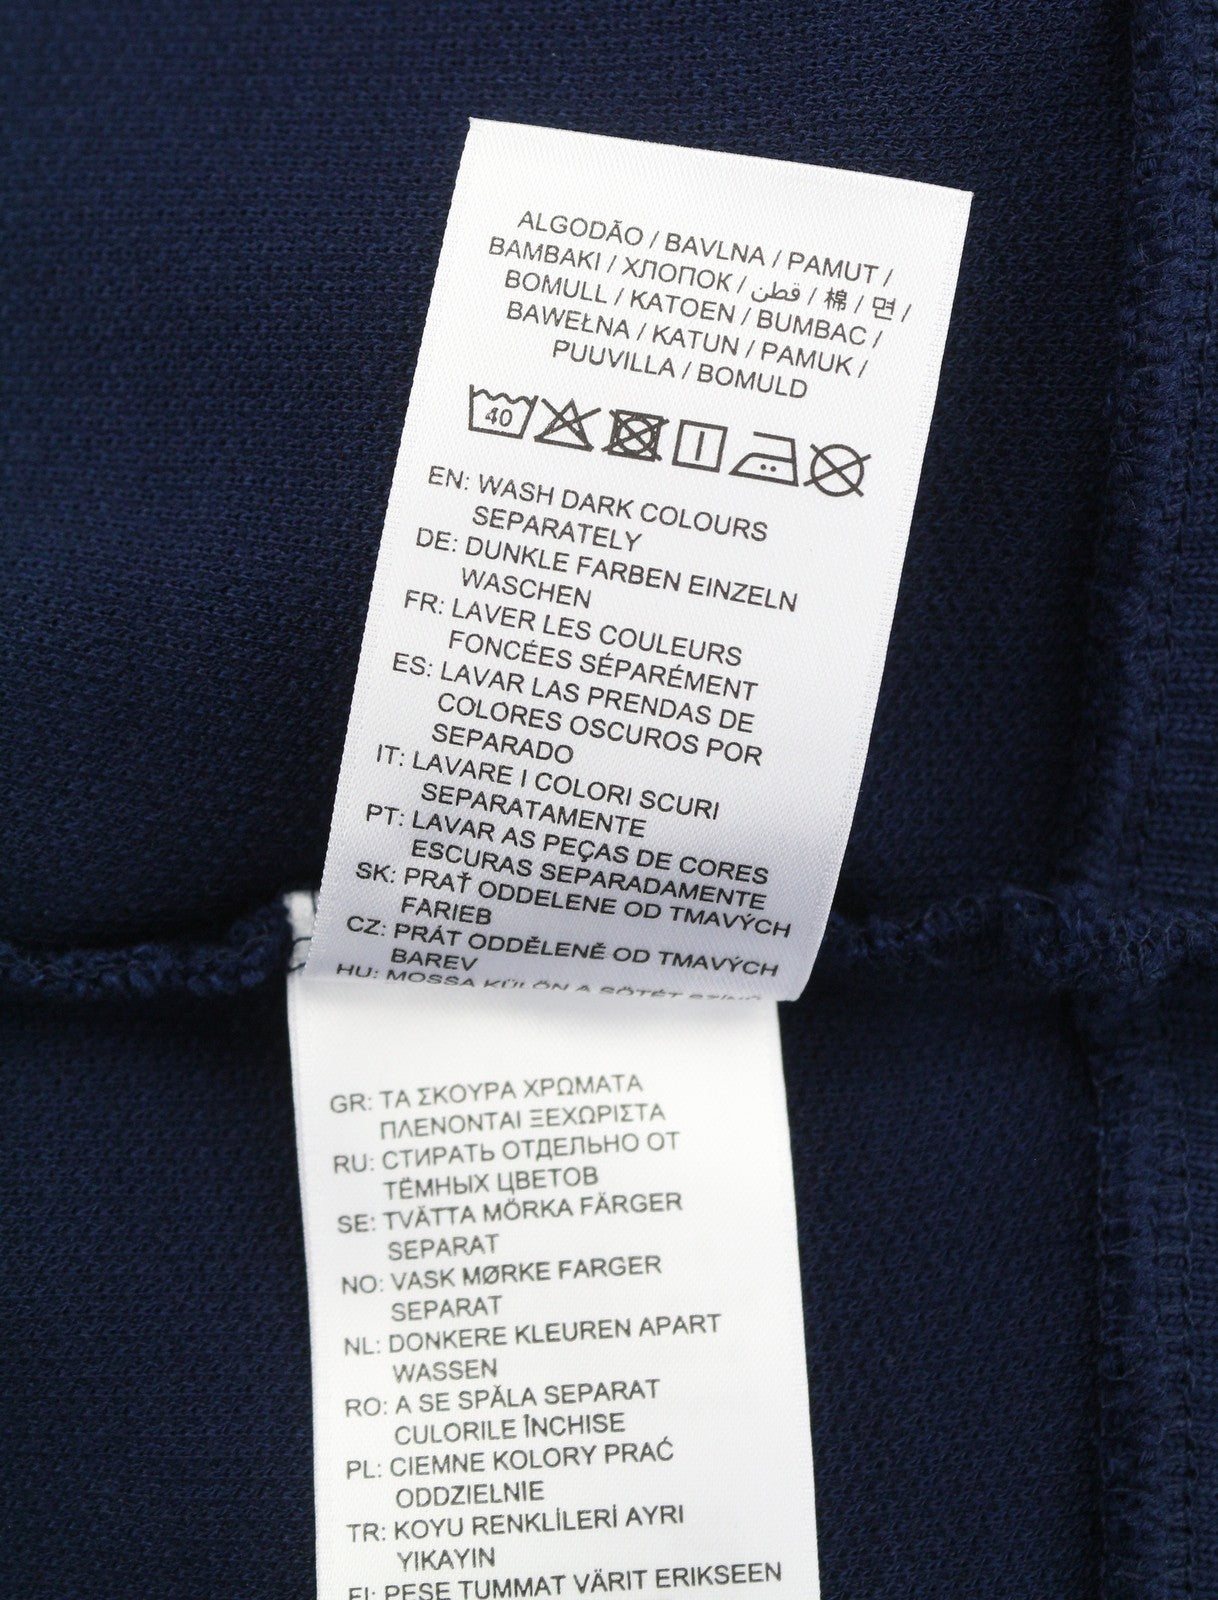 ALGODÃO / BAVLNA / PAMUT /
BAMBAKI / ХЛОПОК / قطن / 棉 / 면 /
BOMULL / KATOEN / BUMBAC /
BAWEŁNA / KATUN / PAMUK /
PUUVILLA / BOMULD
40
EN: WASH DARK COLOURS
SEPARATELY
DE: DUNKLE FARBEN EINZELN
WASCHEN
FR: LAVER LES COULEURS
FONCÉES SÉPARÉMENT
ES: LAVAR LAS PRENDAS DE
COLORES OSCUROS POR
SEPARADO
IT: LAVARE I COLORI SCURI
SEPARATAMENTE
PT: LAVAR AS PEÇAS DE CORES
ESCURAS SEPARADAMENTE
SK: PRAŤ ODDELENE OD TMAVÝCH
FARIEB
CZ: PRÁT ODDĚLENĚ OD TMAVÝCH
BAREV
HU: MOSSA KÜLÖN A SÖTÉT
GR: ΤΑ ΣΚΟΥΡΑ ΧΡΩΜΑΤΑ
ΠΛΕΝΟΝΤΑΙ ΞΕΧΩΡΙΣΤΑ
RU: СТИРАТЬ ОТДЕЛЬНО ОТ
ТЁМНЫХ ЦВЕТОВ
SE: TVÄTTA MÖRKA FÄRGER
SEPARAT
NO: VASK MØRKE FARGER
SEPARAT
NL: DONKERE KLEUREN APART
WASSEN
RO: A SE SPĂLA SEPARAT
CULORILE ÎNCHISE
PL: CIEMNE KOLORY PRAĆ
ODDZIELNIE
TR: KOYU RENKLİLERİ AYRI
YIKAYIN
FI: PESE TUMMAT VÄRIT ERIKSEEN